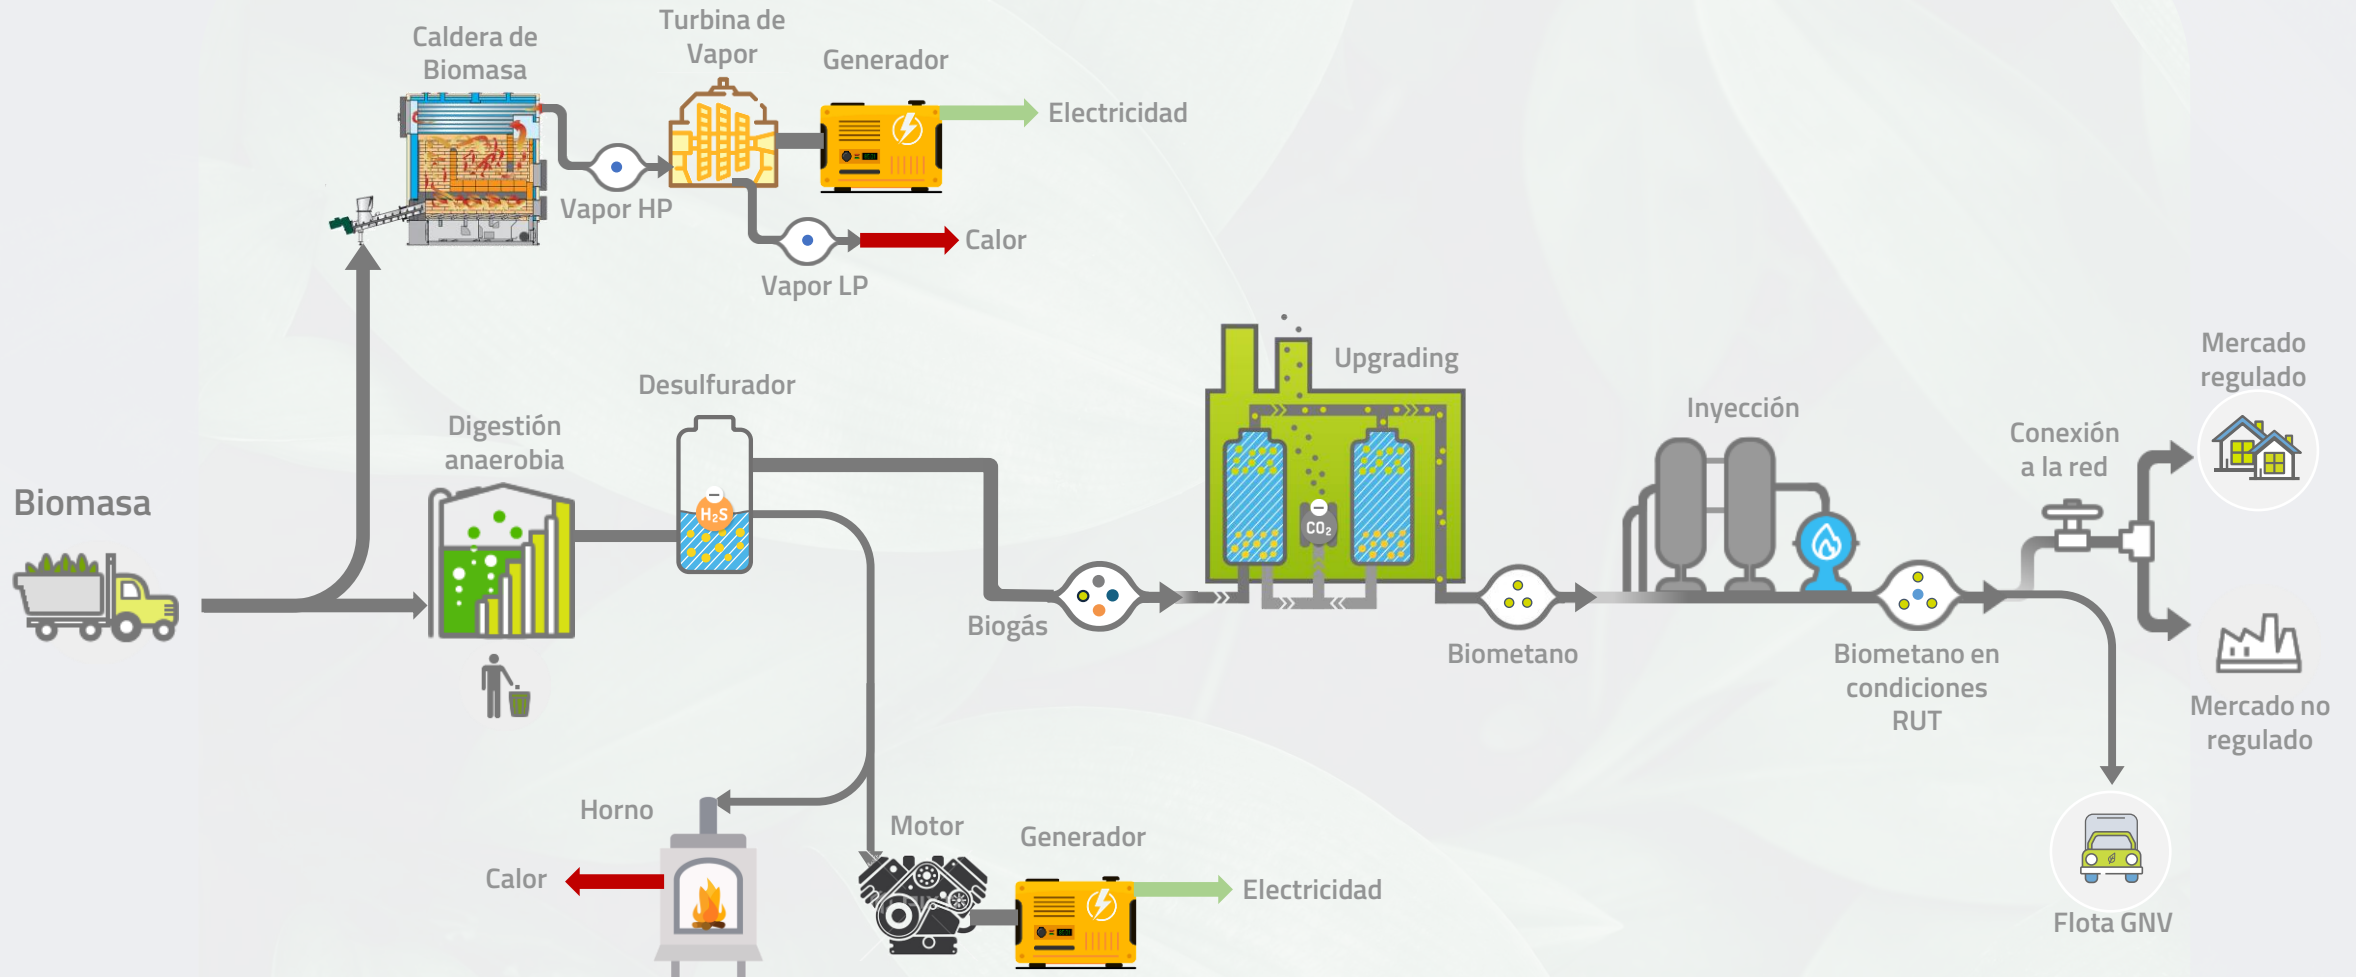 Caldera de
Biomasa
Turbina de
Vapor
Generador
Electricidad
Vapor HP
Calor
Vapor LP
Biomasa
Digestión
anaerobia
Desulfurador
H₂S
Biogás
Upgrading
CO₂
Biometano
Inyección
Biometano en
condiciones
RUT
Conexión
a la red
Mercado
regulado
Mercado no
regulado
Flota GNV
Horno
Calor
Motor
Generador
Electricidad